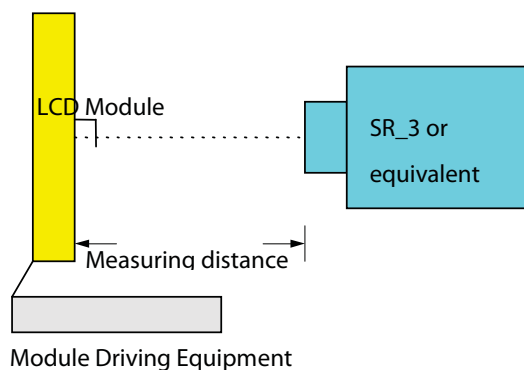 LCD Module
SR_3 or
equivalent
Measuring distance
Module Driving Equipment